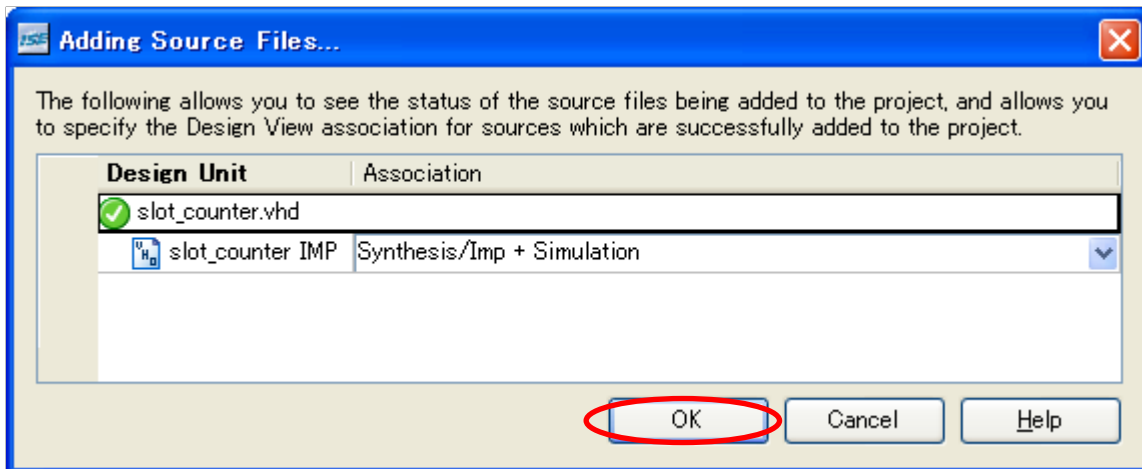 ISE Adding Source Files...
The following allows you to see the status of the source files being added to the project, and allows you
to specify the Design View association for sources which are successfully added to the project.
Design Unit Association
slot_counter.vhd
slot_counter IMP Synthesis/Imp + Simulation
OK Cancel Help